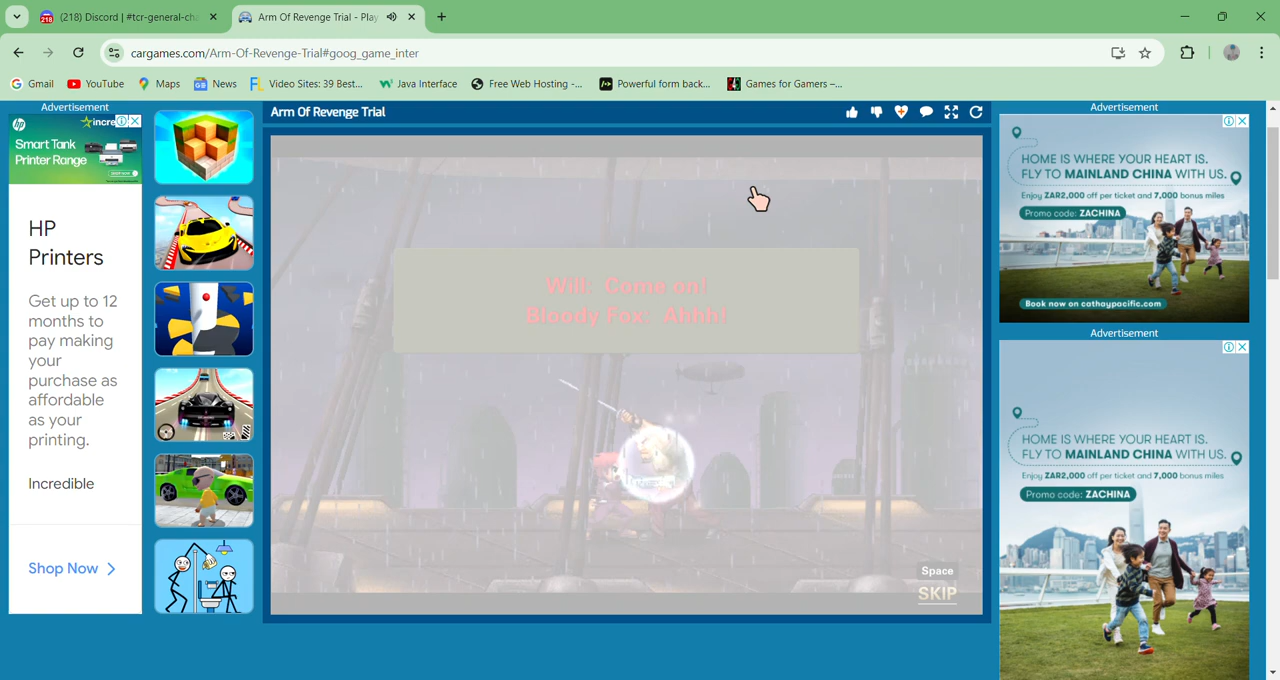 (218) Discord | #tcr-general-cha
Arm Of Revenge Trial - Play
cargames.com/Arm-Of-Revenge-Trial#goog_game_inter
Gmail
YouTube
Maps
News
Video Sites: 39 Best...
Java Interface
Free Web Hosting -...
Powerful form back...
Games for Gamers –...
Advertisement
hp
incre
Smart Tank
Printer Range
HP
Printers
Get up to 12
months to
pay making
your
purchase as
affordable
as your
printing.
Incredible
Shop Now
Arm Of Revenge Trial
Will: Come on!
Bloody Fox: Ahhh!
Space
SKIP
Advertisement
HOME IS WHERE YOUR HEART IS.
FLY TO MAINLAND CHINA WITH US.
Enjoy ZAR2,000 off per ticket and 7,000 bonus miles
Promo code: ZACHINA
Book now on cathaypacific.com
Advertisement
HOME IS WHERE YOUR HEART IS.
FLY TO MAINLAND CHINA WITH US.
Enjoy ZAR2,000 off per ticket and 7,000 bonus miles
Promo code: ZACHINA